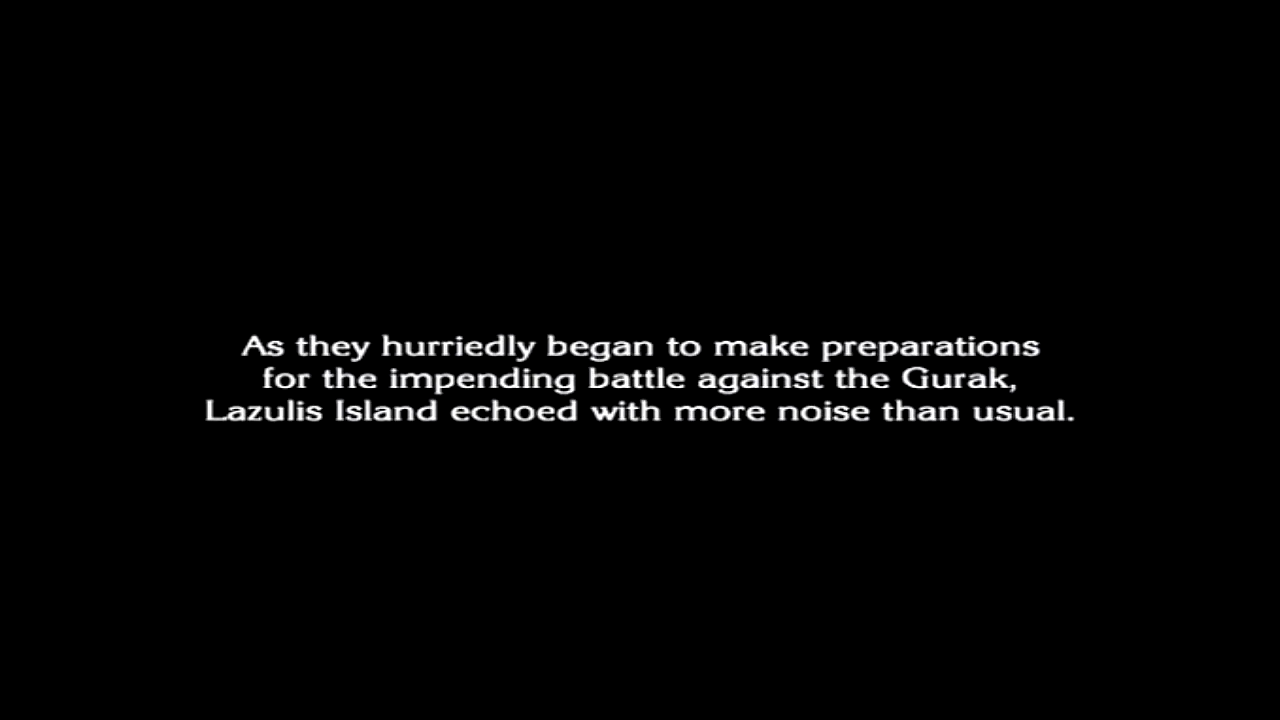 As they hurriedly began to make preparations
for the impending battle against the Gurak,
Lazulis Island echoed with more noise than usual.